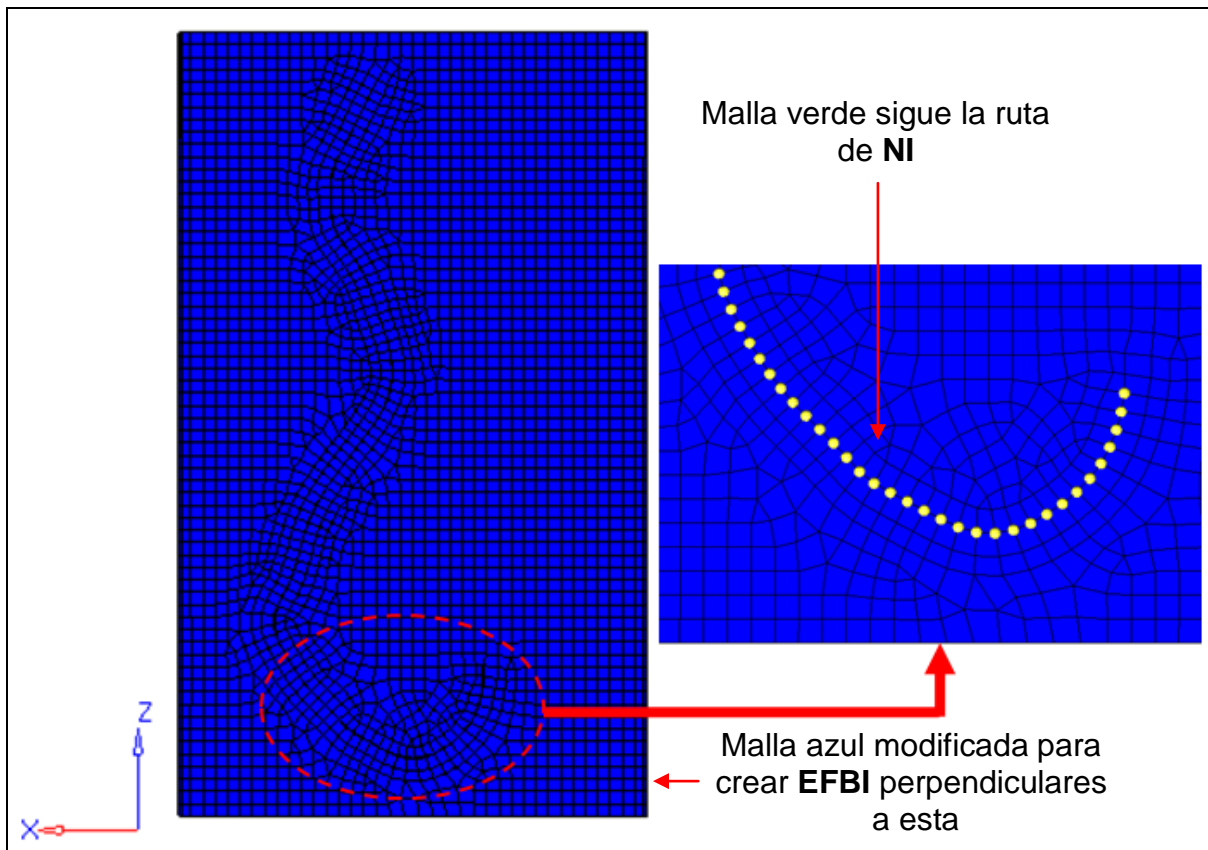 Malla verde sigue la ruta
de NI
Z
X
Malla azul modificada para
crear EFBI perpendiculares
a esta